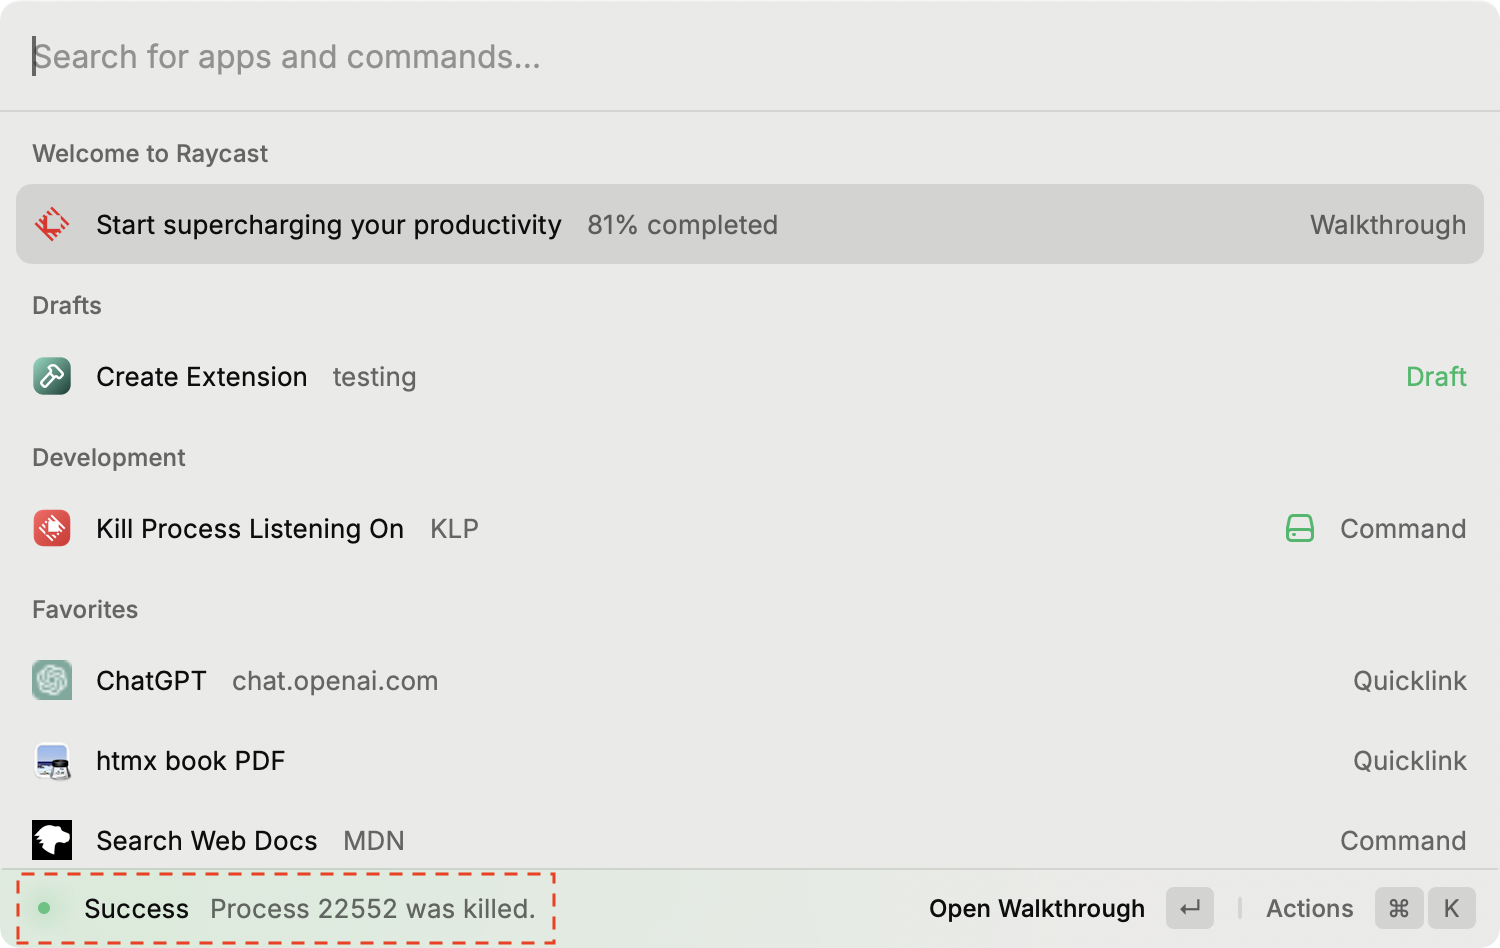 Search for apps and commands...
Welcome to Raycast
Start supercharging your productivity 81% completed Walkthrough
Drafts
Create Extension testing Draft
Development
Kill Process Listening On KLP Command
Favorites
ChatGPT chat.openai.com Quicklink
htmx book PDF Quicklink
Search Web Docs MDN Command
Success Process 22552 was killed. Open Walkthrough ↵ Actions ⌘ K